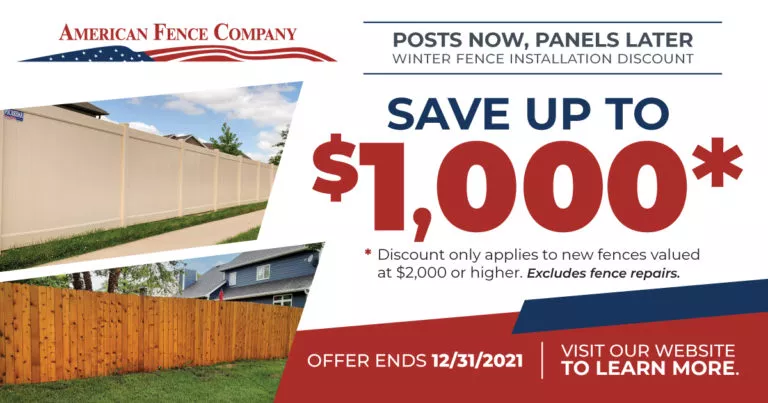 AMERICAN FENCE COMPANY
POSTS NOW, PANELS LATER
WINTER FENCE INSTALLATION DISCOUNT
SAVE UP TO
$1,000*
* Discount only applies to new fences valued
at $2,000 or higher. Excludes fence repairs.
OFFER ENDS 12/31/2021
VISIT OUR WEBSITE
TO LEARN MORE.